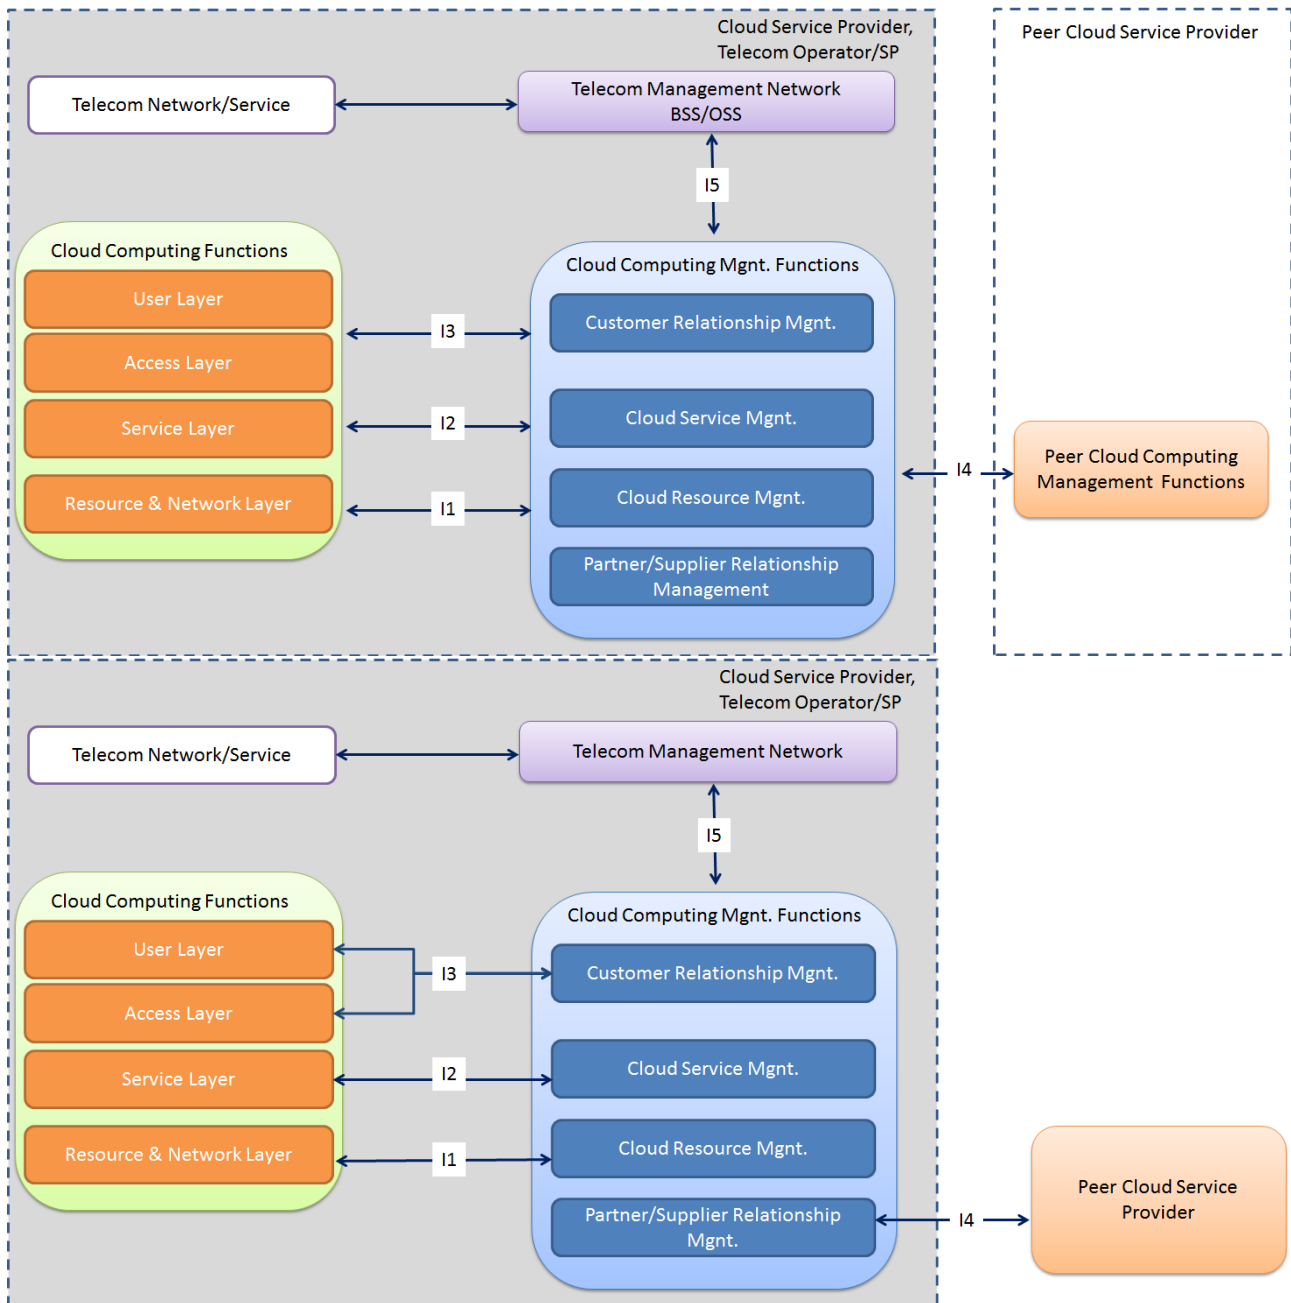 Cloud Service Provider,
Telecom Operator/SP
Peer Cloud Service Provider
Telecom Network/Service
Telecom Management Network
BSS/OSS
I5
Cloud Computing Functions
User Layer
Access Layer
Service Layer
Resource & Network Layer
I3
I2
I1
Cloud Computing Mgnt. Functions
Customer Relationship Mgnt.
Cloud Service Mgnt.
Cloud Resource Mgnt.
Partner/Supplier Relationship
Management
I4
Peer Cloud Computing
Management Functions
Cloud Service Provider,
Telecom Operator/SP
Telecom Network/Service
Telecom Management Network
I5
Cloud Computing Functions
User Layer
Access Layer
Service Layer
Resource & Network Layer
I3
I2
I1
Cloud Computing Mgnt. Functions
Customer Relationship Mgnt.
Cloud Service Mgnt.
Cloud Resource Mgnt.
Partner/Supplier Relationship
Mgnt.
I4
Peer Cloud Service
Provider